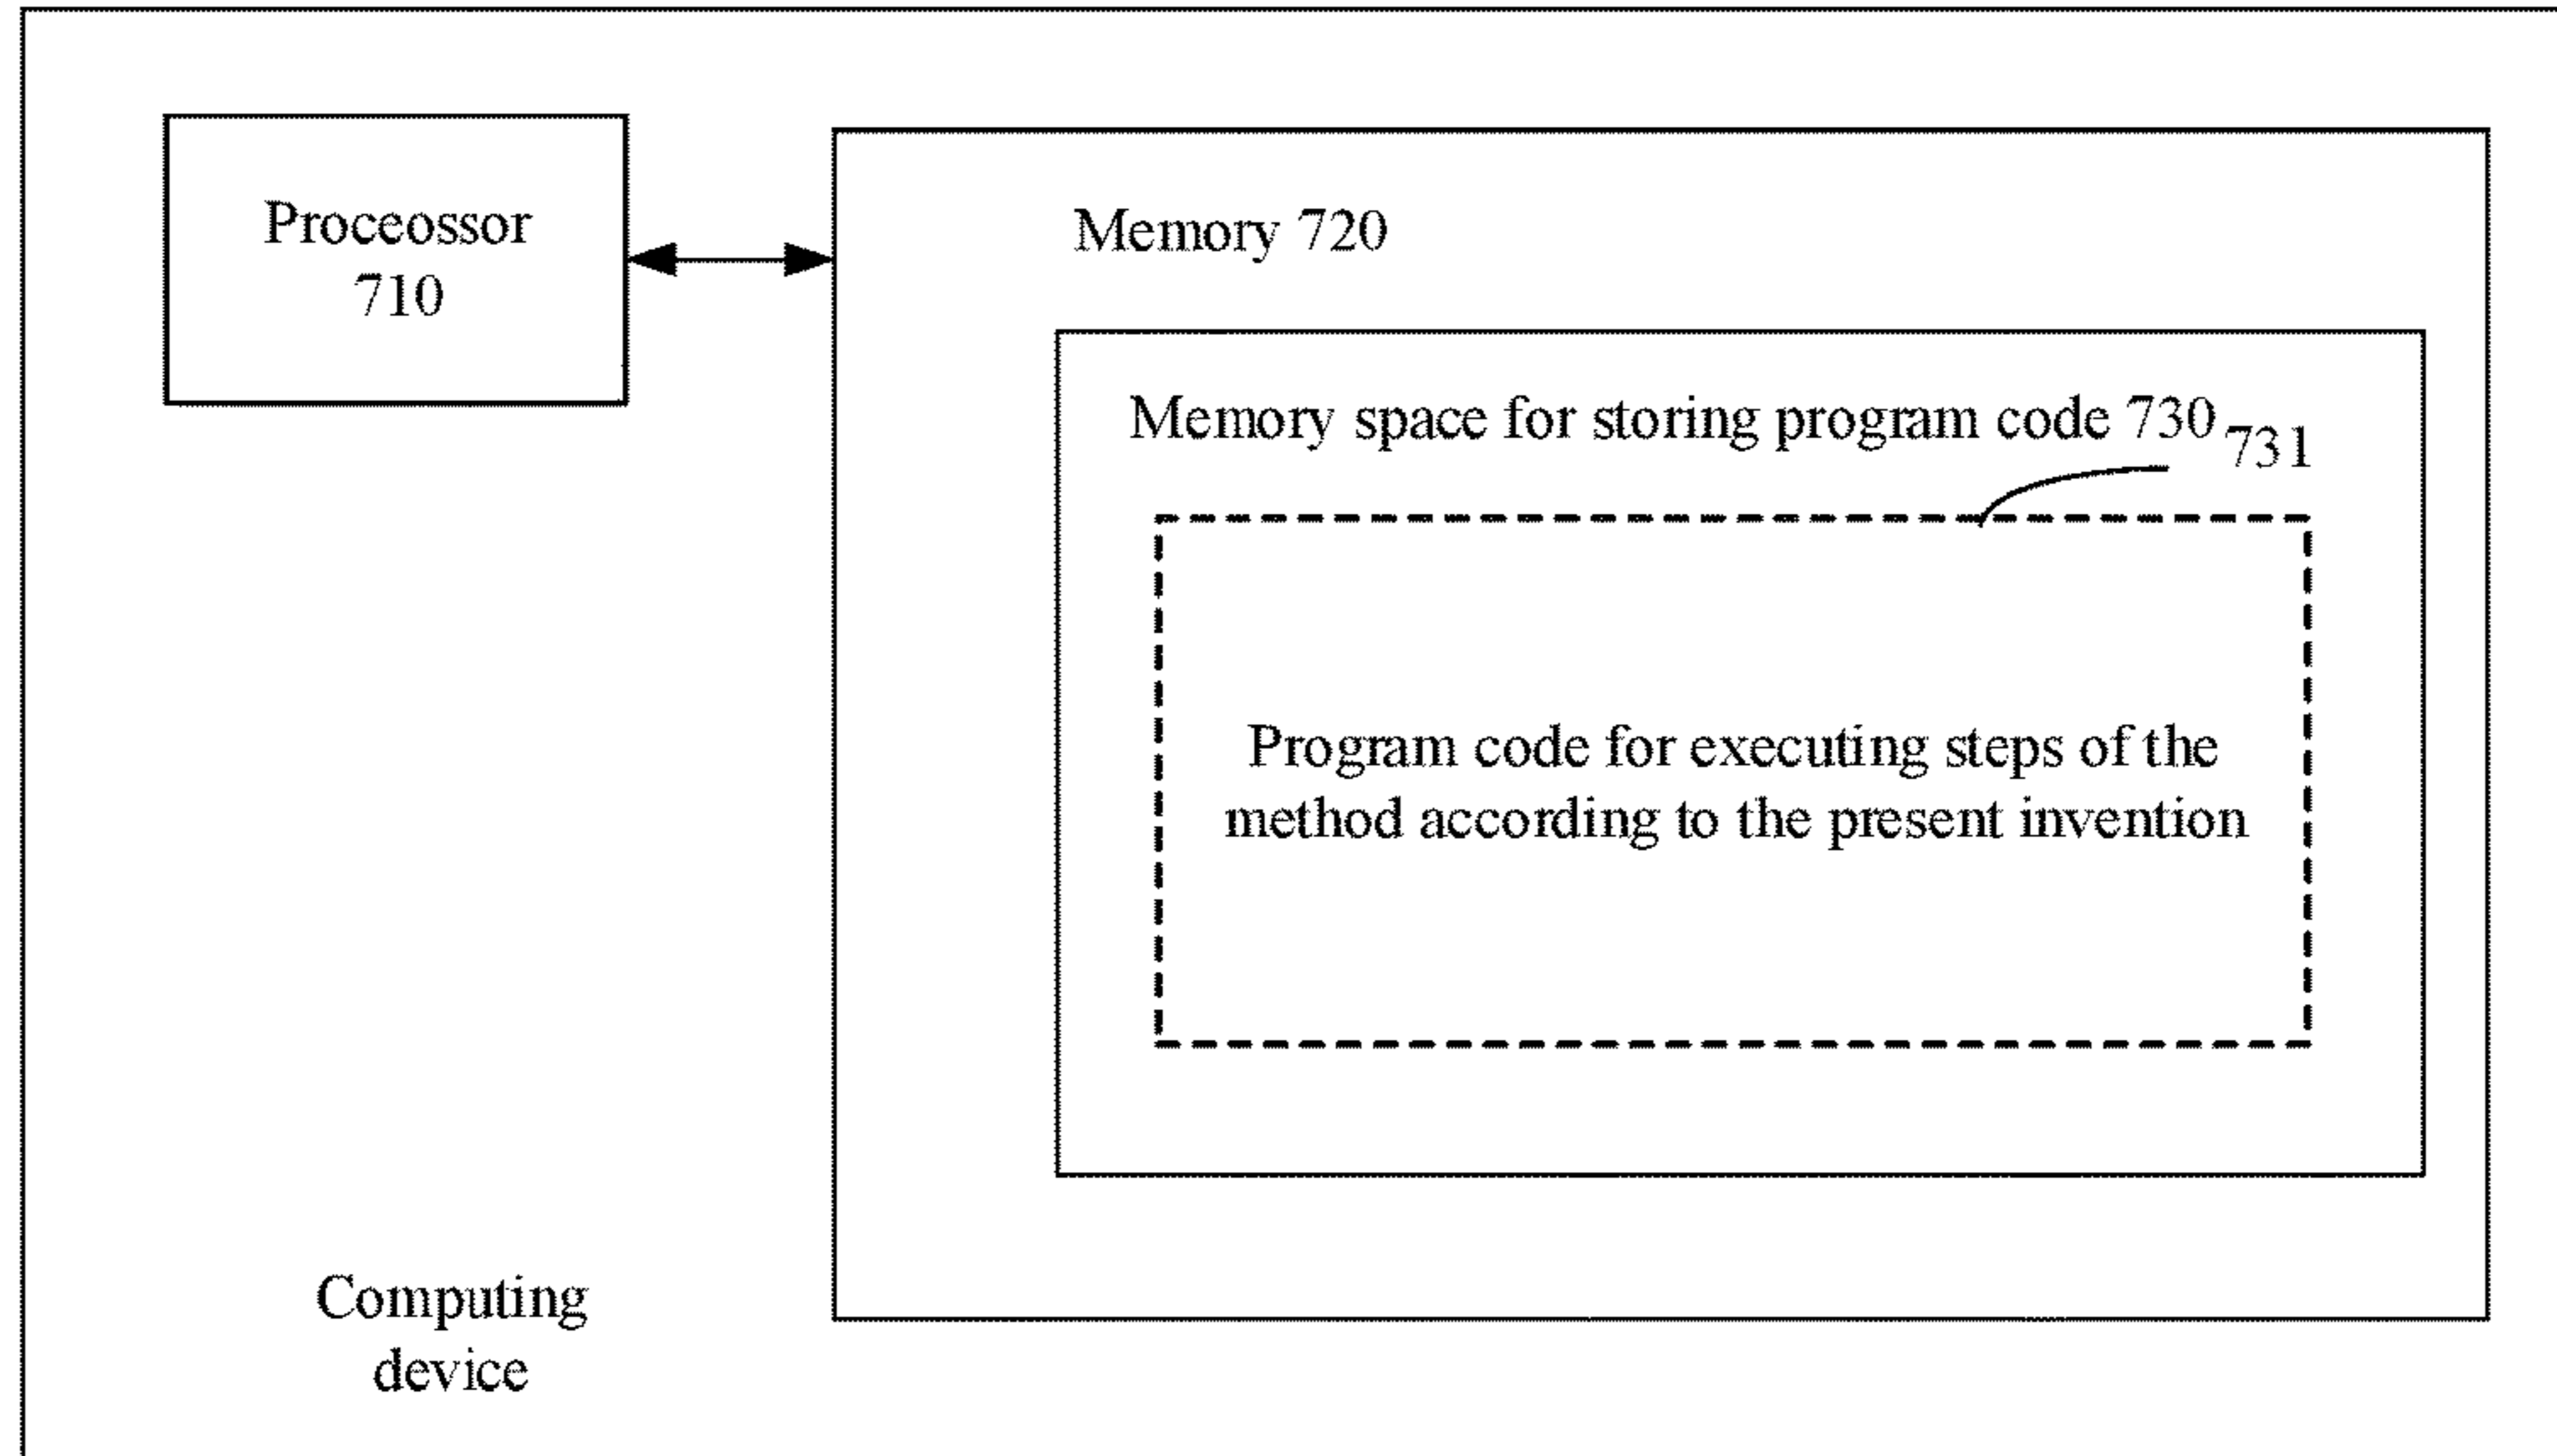 Proceossor
710
Memory 720
Memory space for storing program code 730
731
Program code for executing steps of the
method according to the present invention
Computing
device